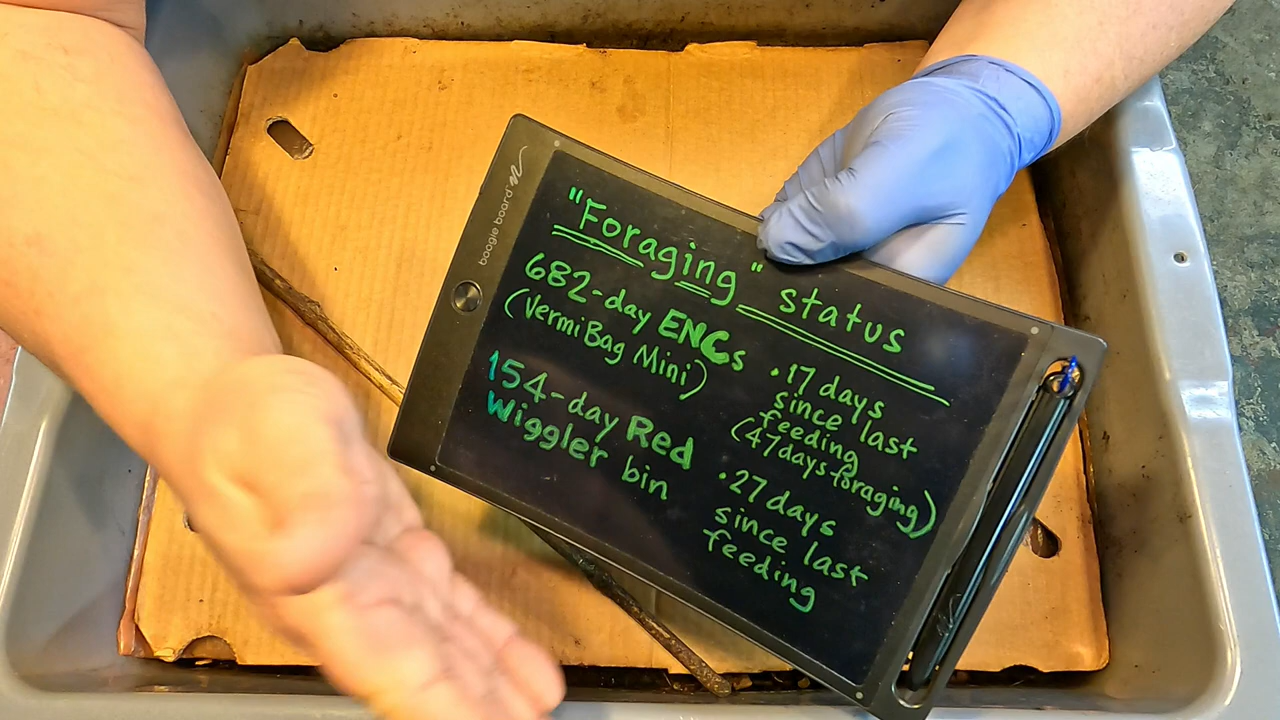 boogie board
"Foraging" status
682-day ENCs
(VermiBag Mini)
• 17 days
since last
feeding
(47 days foraging)
154-day Red
Wiggler bin
• 27 days
since last
feeding